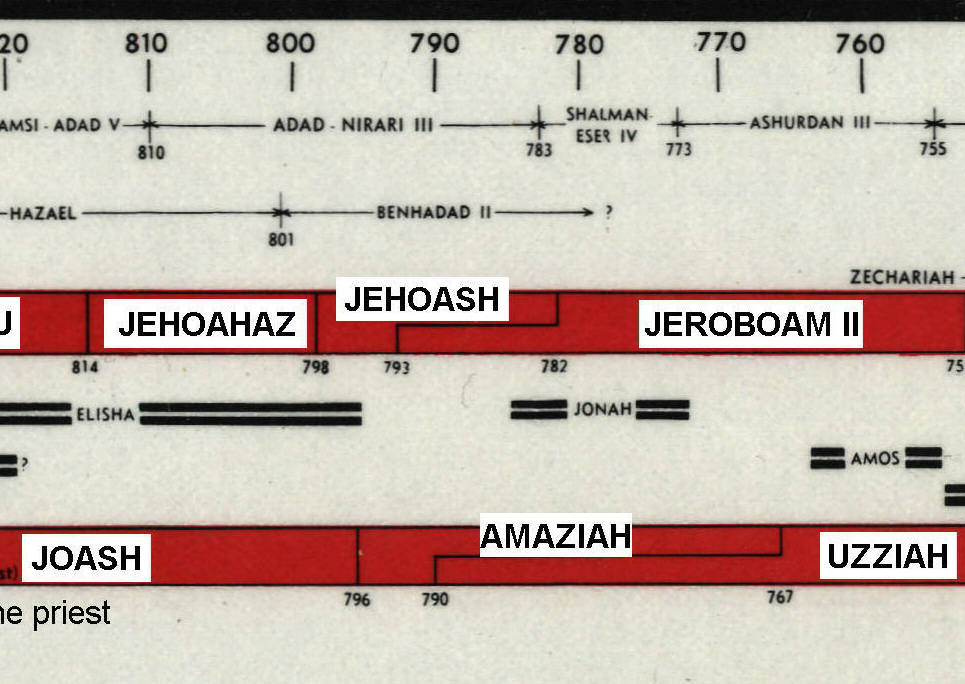 20 810 800 790 780 770 760
AMSI - ADAD V ADAD - NIRARI III SHALMAN- ESER IV ASHURDAN III
810 783 773 755
HAZAEL BENHADAD II ?
801
ZECHARIAH -
U JEHOAHAZ JEHOASH JEROBOAM II
814 798 793 782 75
ELISHA JONAH
? AMOS
st) JOASH AMAZIAH UZZIAH
796 790 767
he priest